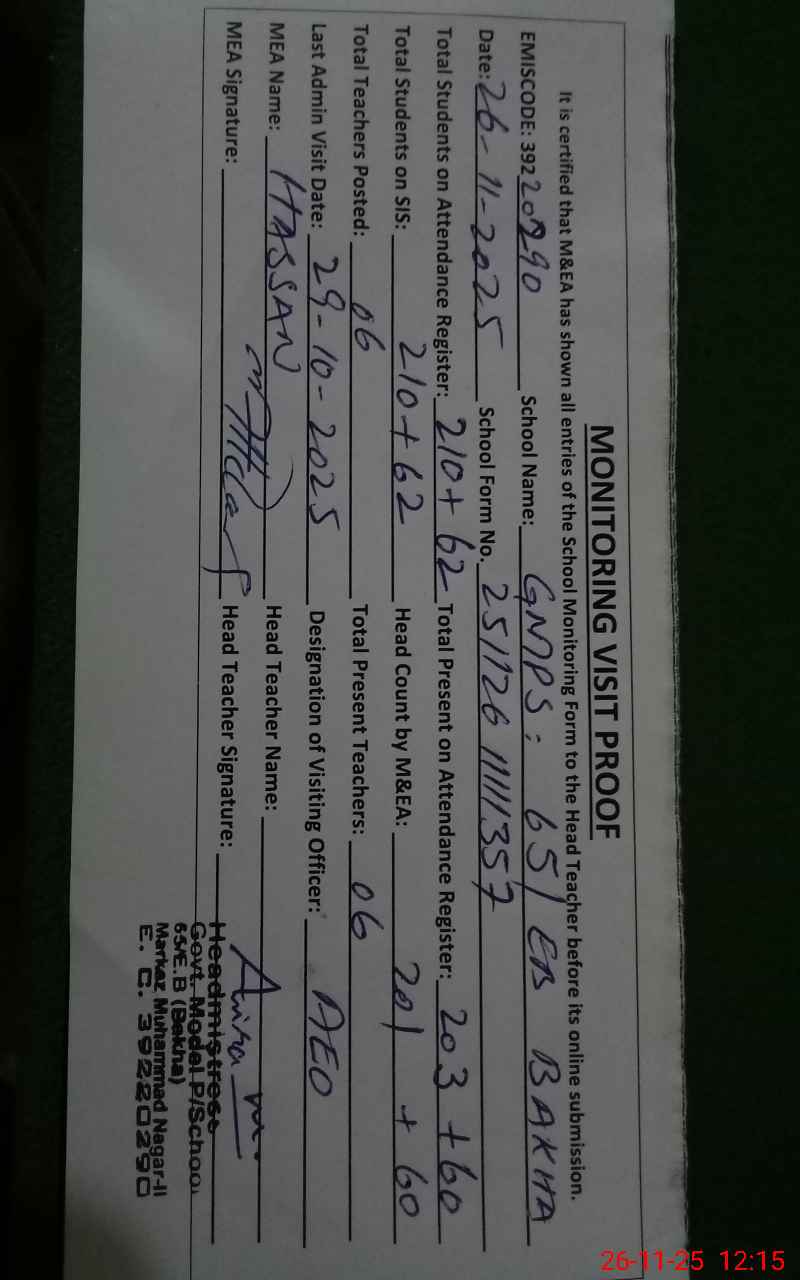 MONITORING VISIT PROOF
It is certified that M&EA has shown all entries of the School Monitoring Form to the Head Teacher before its online submission.
EMISCODE: 39220290 School Name: GMPS: 65/EB BAKHA
Date: 26-11-2025 School Form No. 25112611111357
Total Students on Attendance Register: 210+62 Total Present on Attendance Register: 203+60
Total Students on SIS: 210+62 Head Count by M&EA: 201+60
Total Teachers Posted: 06 Total Present Teachers: 06
Last Admin Visit Date: 29-10-2025 Designation of Visiting Officer: AEO
MEA Name: HASSAN Head Teacher Name:
MEA Signature: Head Teacher Signature:
Headmistress
Govt. Model P/School
65/E.B (Bakha)
Markaz Muhammad Nagar-II
E. C. 39220290
26-11-25 12:15